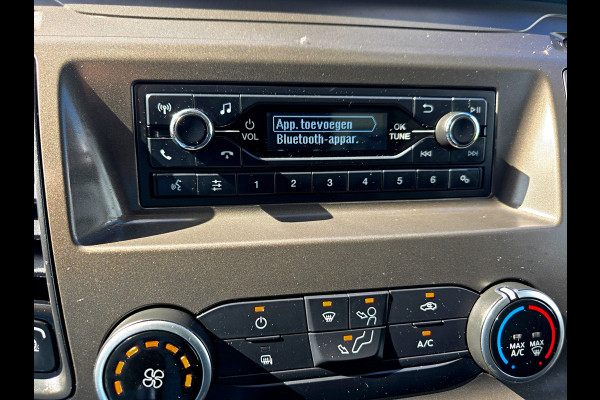 App. toevoegen
Bluetooth-appar.
VOL
OK
TUNE
1 2 3 4 5 6
A/C
MAX A/C
MAX